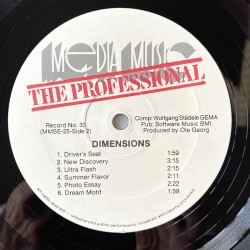 MEDIA MUSIC
THE PROFESSIONAL
Record No. 33
(MMSE-25-Side 2)
Comp: Wolfgang Städele GEMA
Pub: Software Music BMI
Produced by Ole Georg
DIMENSIONS
1. Driver's Seat 1:59
2. New Discovery 3:15
3. Ultra Flash 2:15
4. Summer Flavor 2:11
5. Photo Essay 2:22
6. Dream Motif 1:58